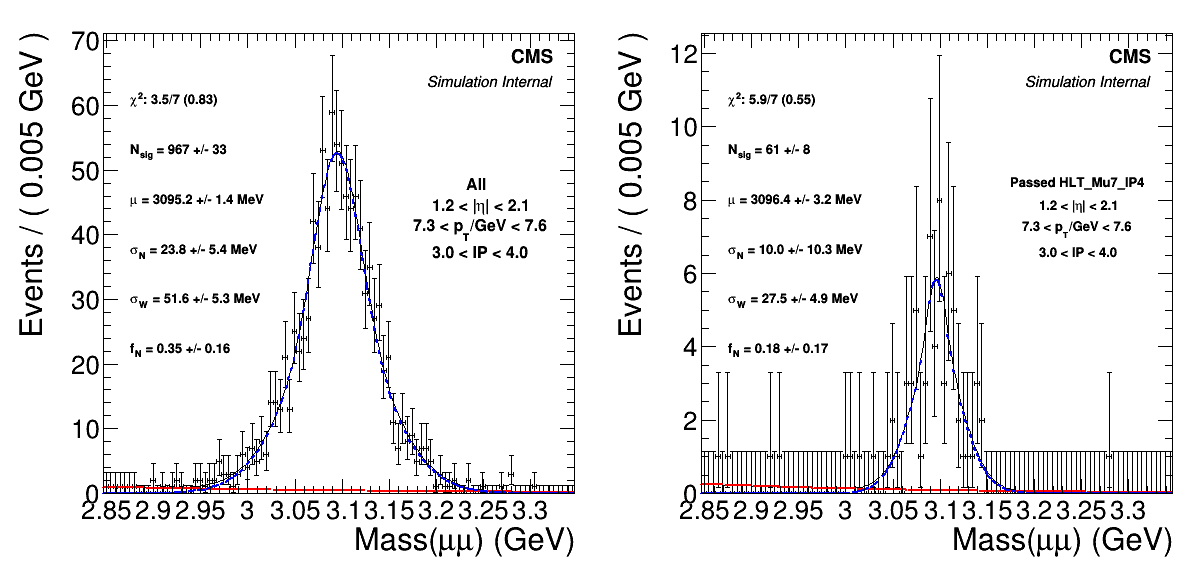 CMS
Simulation Internal
χ²: 3.5/7 (0.83)
N_sig = 967 +/- 33
μ = 3095.2 +/- 1.4 MeV
σ_N = 23.8 +/- 5.4 MeV
σ_W = 51.6 +/- 5.3 MeV
f_N = 0.35 +/- 0.16
All
1.2 < |η| < 2.1
7.3 < p_T/GeV < 7.6
3.0 < IP < 4.0
Events / ( 0.005 GeV )
70
60
50
40
30
20
10
0
2.85 2.9 2.95 3 3.05 3.1 3.15 3.2 3.25 3.3
Mass(μμ) (GeV)
CMS
Simulation Internal
χ²: 5.9/7 (0.55)
N_sig = 61 +/- 8
μ = 3096.4 +/- 3.2 MeV
σ_N = 10.0 +/- 10.3 MeV
σ_W = 27.5 +/- 4.9 MeV
f_N = 0.18 +/- 0.17
Passed HLT_Mu7_IP4
1.2 < |η| < 2.1
7.3 < p_T/GeV < 7.6
3.0 < IP < 4.0
Events / ( 0.005 GeV )
12
10
8
6
4
2
0
2.85 2.9 2.95 3 3.05 3.1 3.15 3.2 3.25 3.3
Mass(μμ) (GeV)